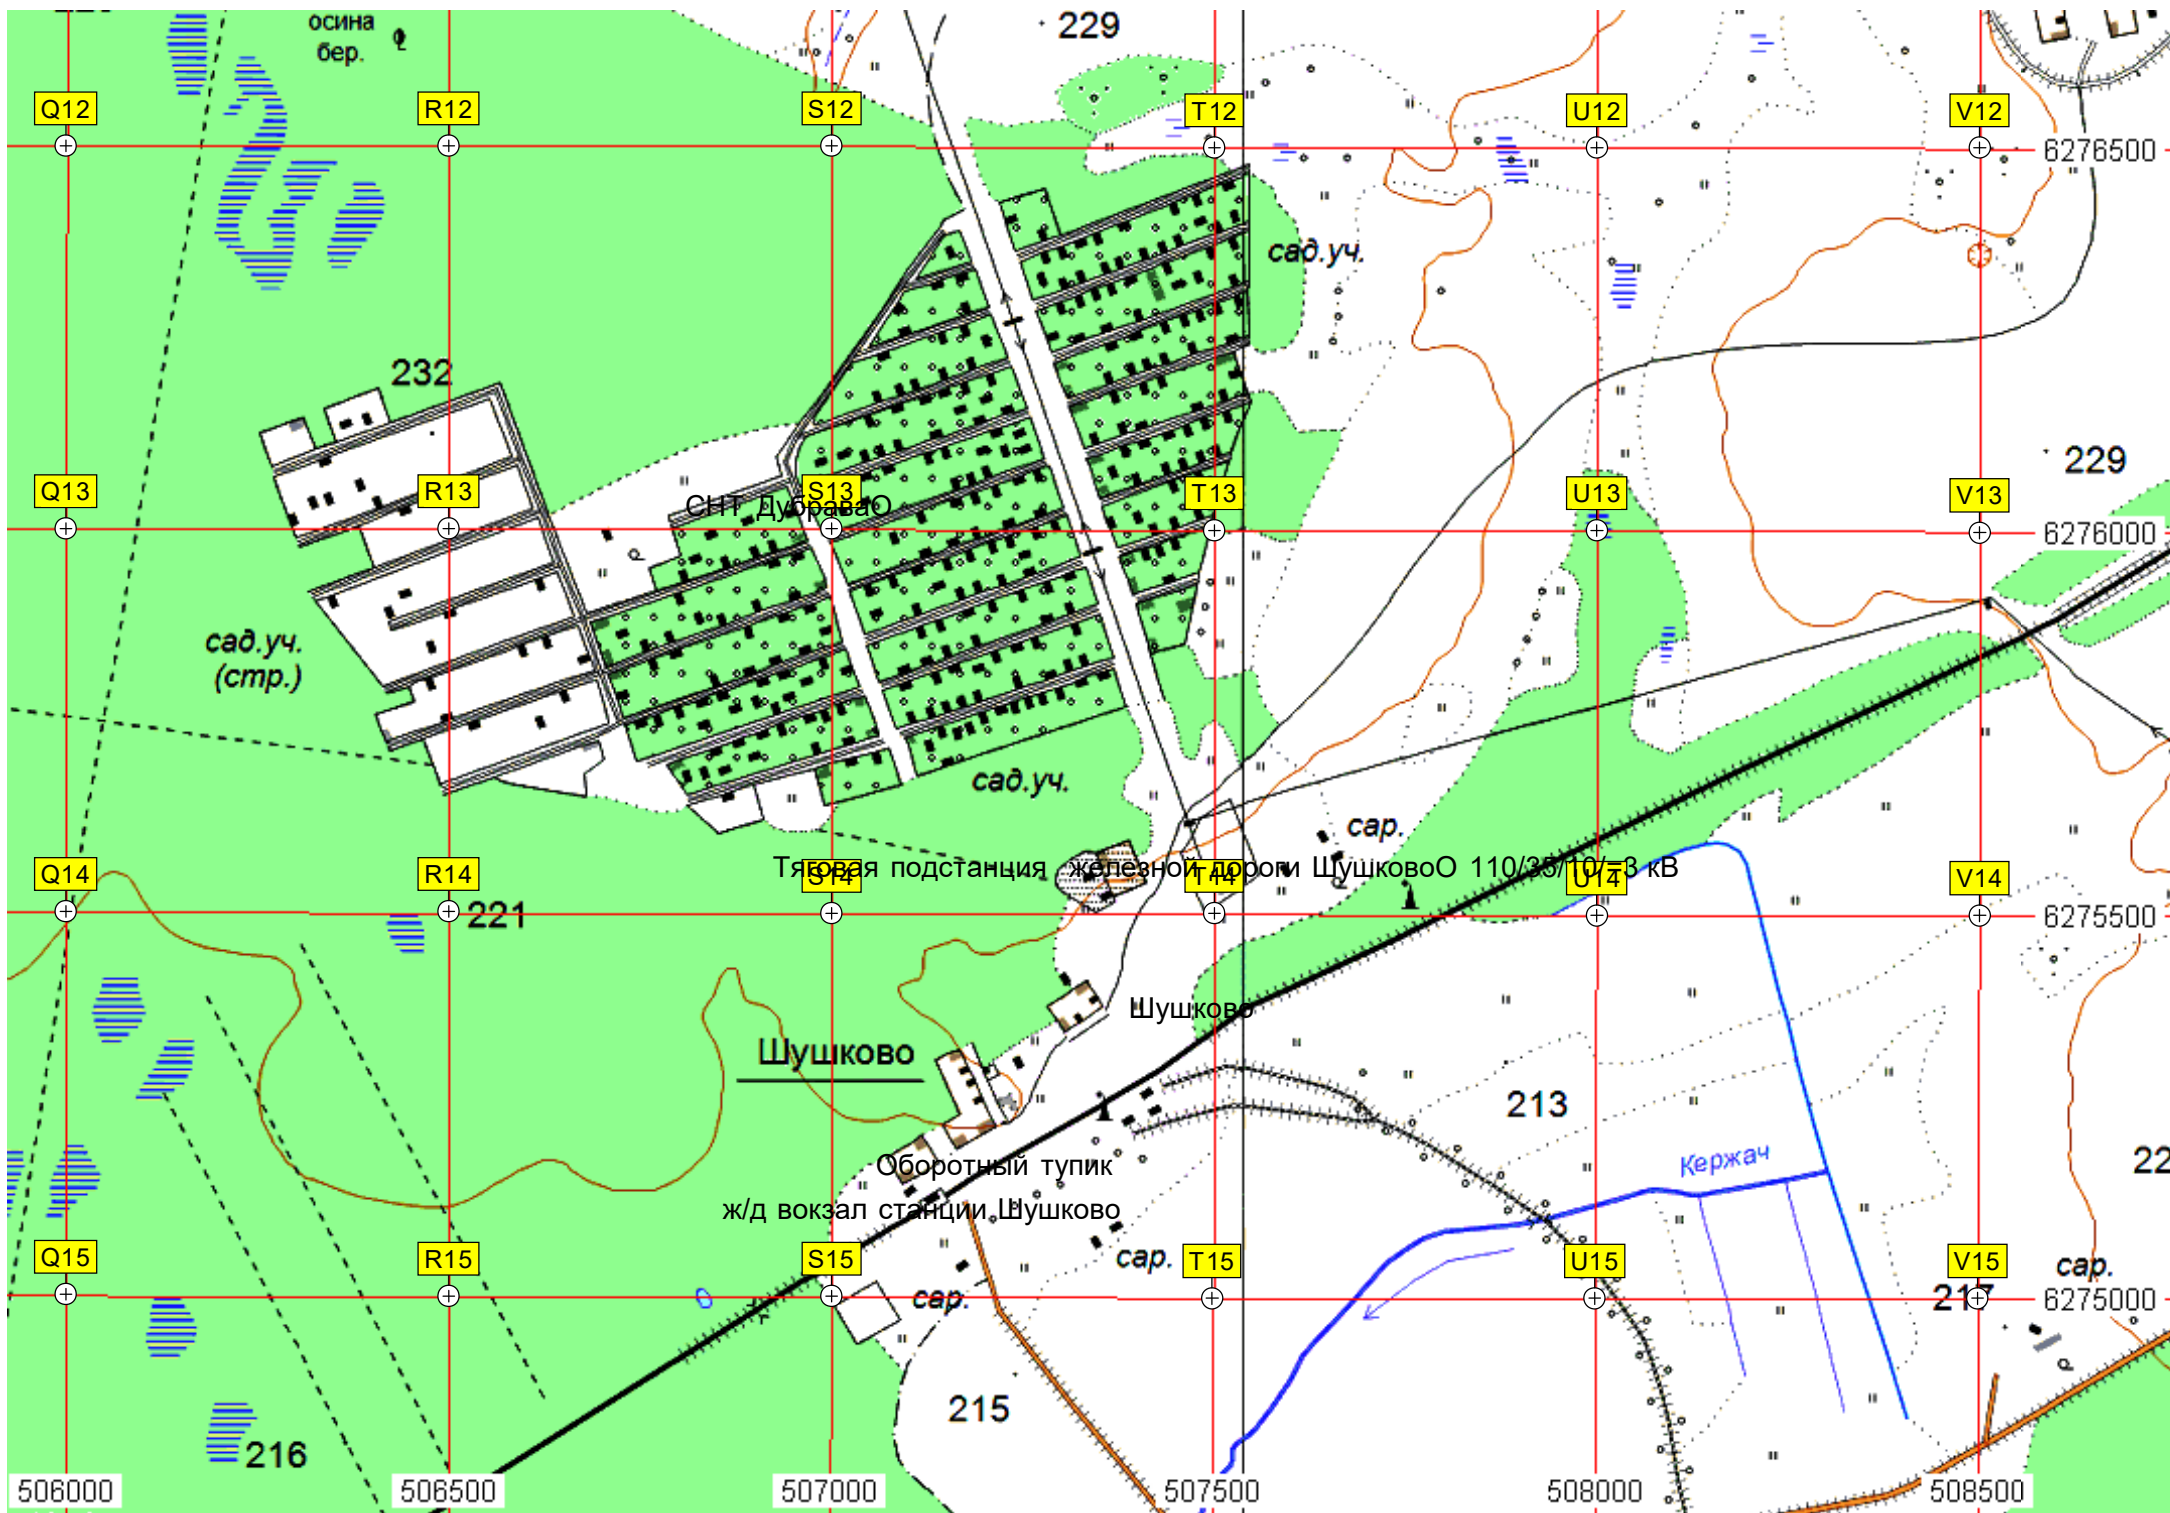 осина
бер.
229
Q12
R12
S12
T12
U12
V12
6276500
сад.уч.
232
229
Q13
R13
S13
T13
U13
V13
СНТ ДубраваО
6276000
сад.уч.
(стр.)
сад.уч.
сар.
Тяговая подстанция железной дороги ШушковоО 110/35/10/=3 кВ
Q14
R14
S14
T14
U14
V14
221
6275500
Шушково
Шушково
213
Кержач
22
Оборотный тупик
ж/д вокзал станции Шушково
Q15
R15
S15
сар.
T15
U15
V15
сар.
сар.
217
6275000
215
216
506000
506500
507000
507500
508000
508500